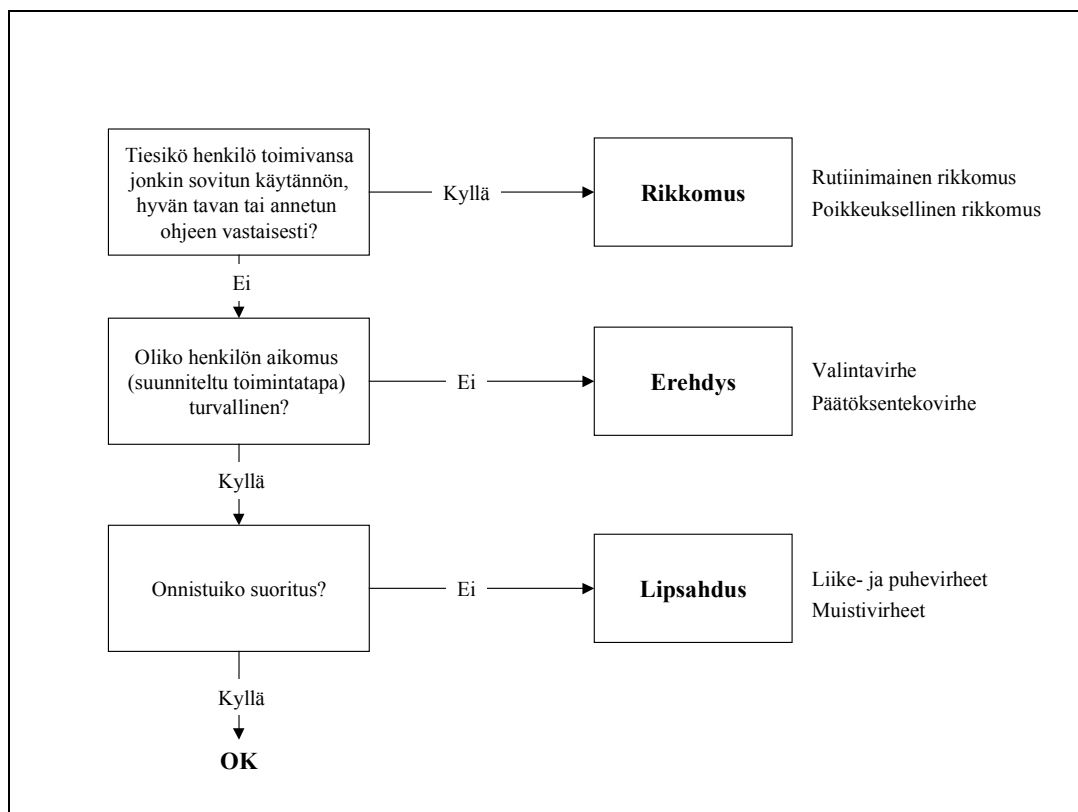 Tiesikö henkilö toimivansa
jonkin sovitun käytännön,
hyvän tavan tai annetun
ohjeen vastaisesti?
Kyllä
Rikkomus
Rutiinimainen rikkomus
Poikkeuksellinen rikkomus
Ei
Oliko henkilön aikomus
(suunniteltu toimintatapa)
turvallinen?
Ei
Erehdys
Valintavirhe
Päätöksentekovirhe
Kyllä
Onnistuiko suoritus?
Ei
Lipsahdus
Liike- ja puhevirheet
Muistivirheet
Kyllä
OK